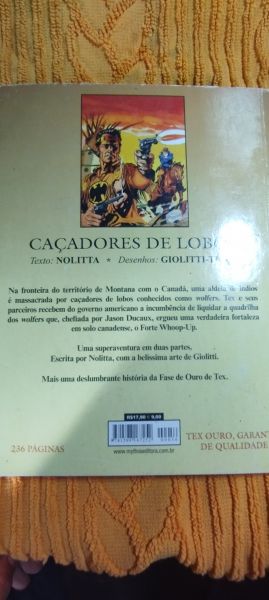 CAÇADORES DE LOBO
Texto: NOLITTA ★ Desenhos: GIOLITTI-T
Na fronteira do território de Montana com o Canadá, uma aldeia de índios
é massacrada por caçadores de lobos conhecidos como wolfers. Tex e seus
parceiros recebem do governo americano a incumbência de liquidar a quadrilha
dos wolfers que, chefiada por Jason Ducaux, ergueu uma verdadeira fortaleza
em solo canadense, o Forte Whoop-Up.
Uma superaventura em duas partes.
Escrita por Nolitta, com a belíssima arte de Giolitti.
Mais uma deslumbrante história da Fase de Ouro de Tex.
236 PÁGINAS
www.mythoseditora.com.br
TEX OURO, GARAN
DE QUALIDADE